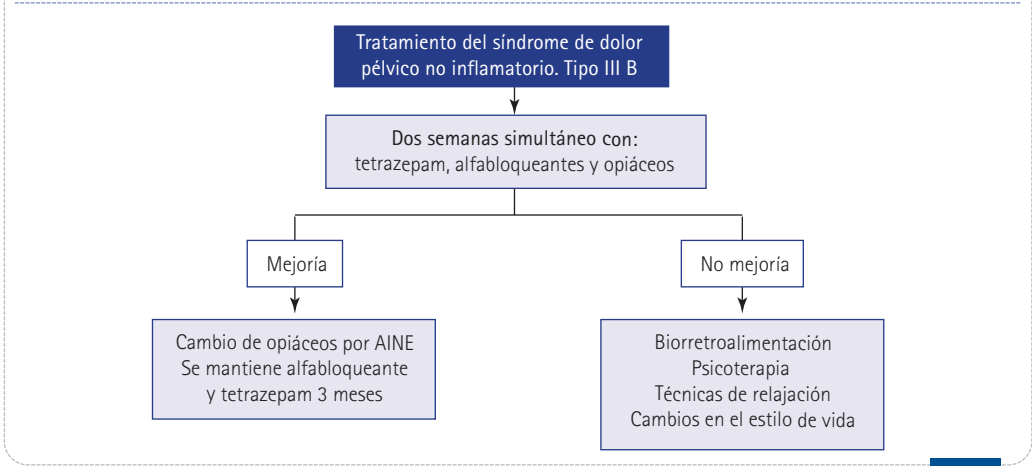 Tratamiento del síndrome de dolor
pélvico no inflamatorio. Tipo III B
Dos semanas simultáneo con:
tetrazepam, alfabloqueantes y opiáceos
Mejoría
No mejoría
Cambio de opiáceos por AINE
Se mantiene alfabloqueante
y tetrazepam 3 meses
Biorretroalimentación
Psicoterapia
Técnicas de relajación
Cambios en el estilo de vida